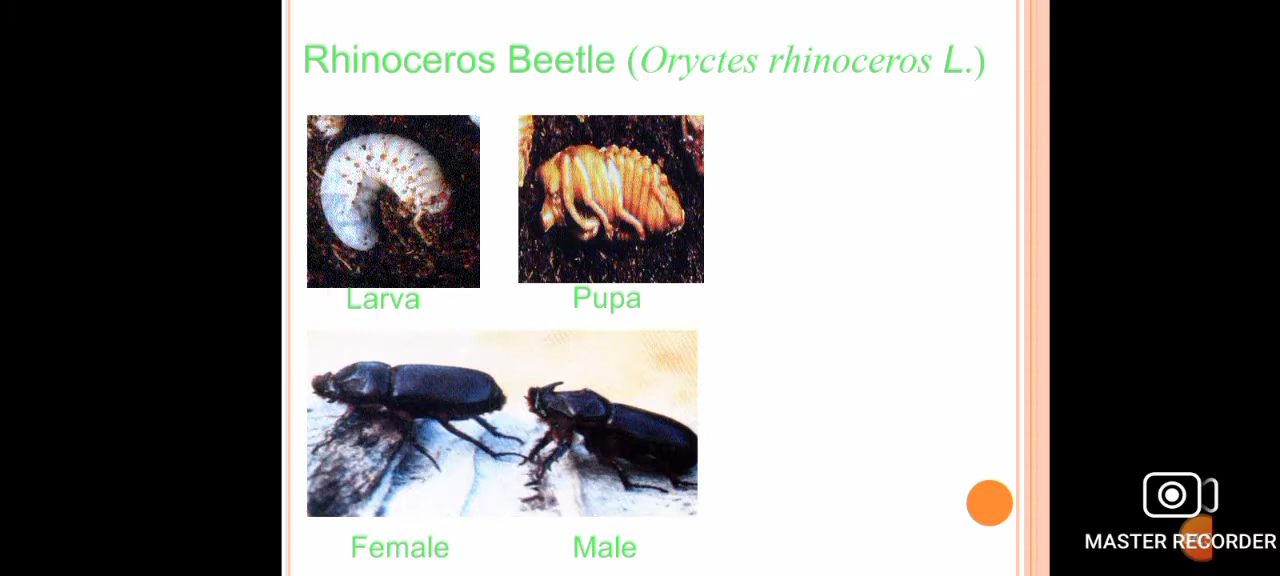 Rhinoceros Beetle (Oryctes rhinoceros L.)
Larva
Pupa
Female
Male
MASTER RECORDER